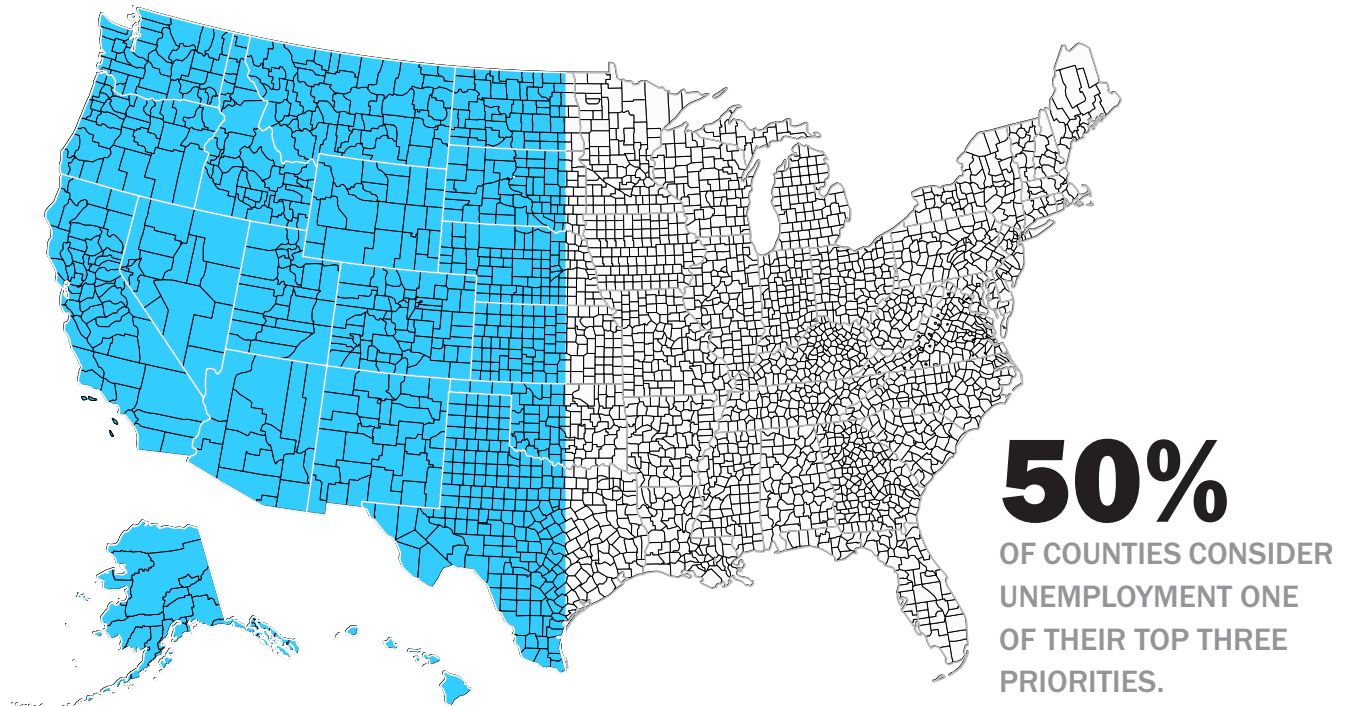 50%
OF COUNTIES CONSIDER
UNEMPLOYMENT ONE
OF THEIR TOP THREE
PRIORITIES.